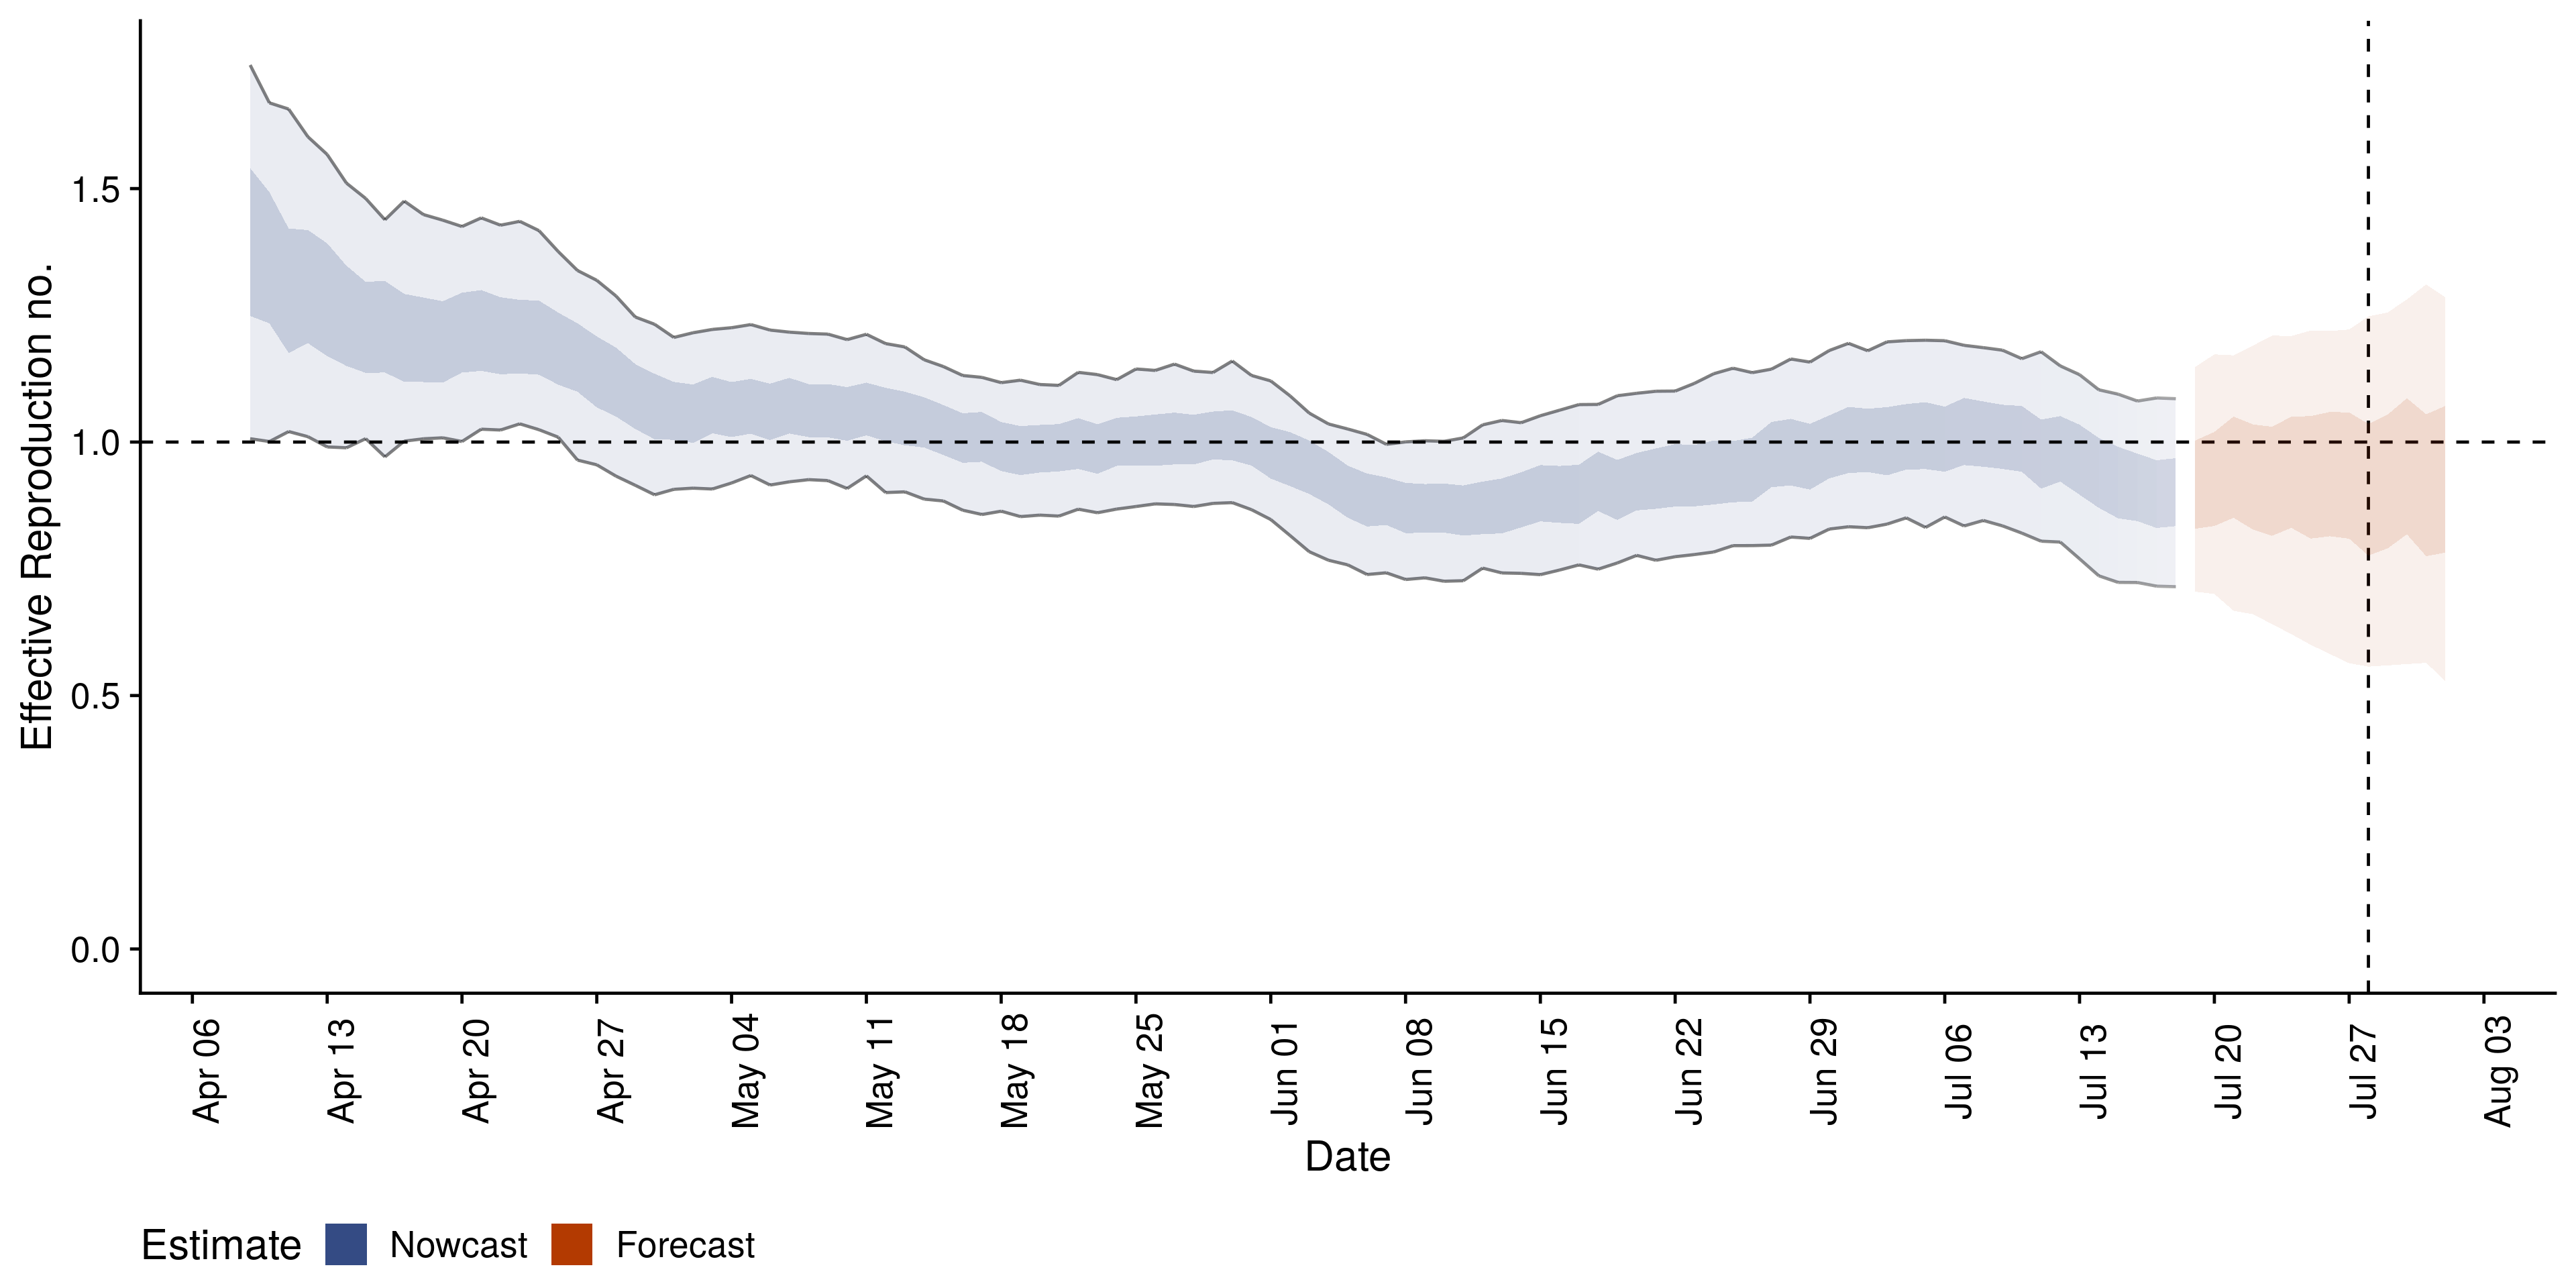 Effective Reproduction no.
1.5
1.0
0.5
0.0
Apr 06
Apr 13
Apr 20
Apr 27
May 04
May 11
May 18
May 25
Jun 01
Jun 08
Jun 15
Jun 22
Jun 29
Jul 06
Jul 13
Jul 20
Jul 27
Aug 03
Date
Estimate Nowcast Forecast